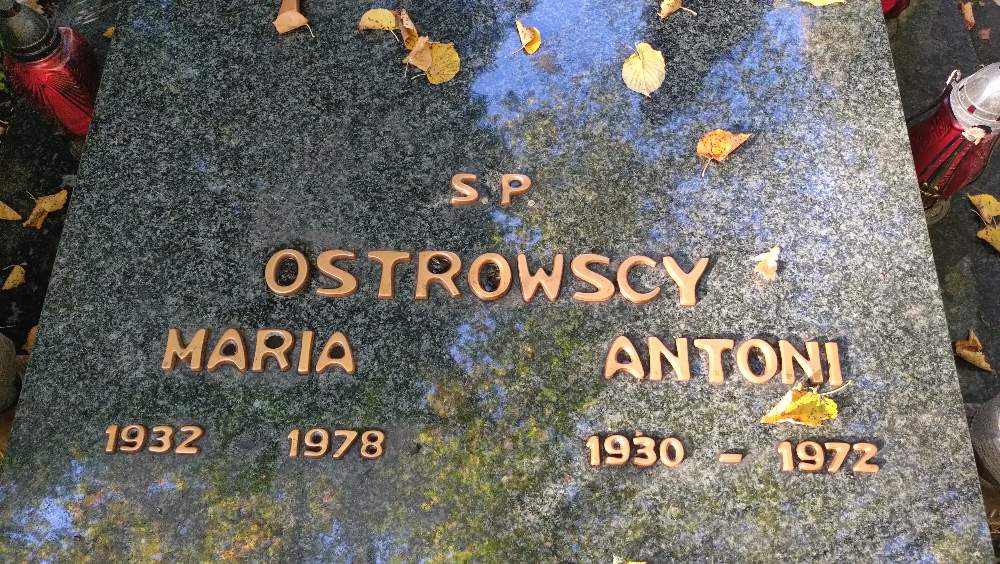 S.P.
OSTROWSCY
MARIA ANTONI
1932 1978 1930 - 1972